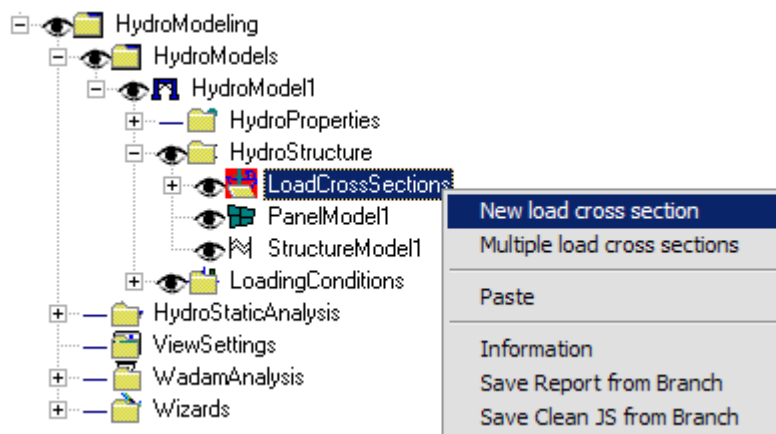 HydroModeling
HydroModels
HydroModel1
HydroProperties
HydroStructure
LoadCrossSections
PanelModel1
StructureModel1
LoadingConditions
HydroStaticAnalysis
ViewSettings
WadamAnalysis
Wizards
New load cross section
Multiple load cross sections
Paste
Information
Save Report from Branch
Save Clean JS from Branch